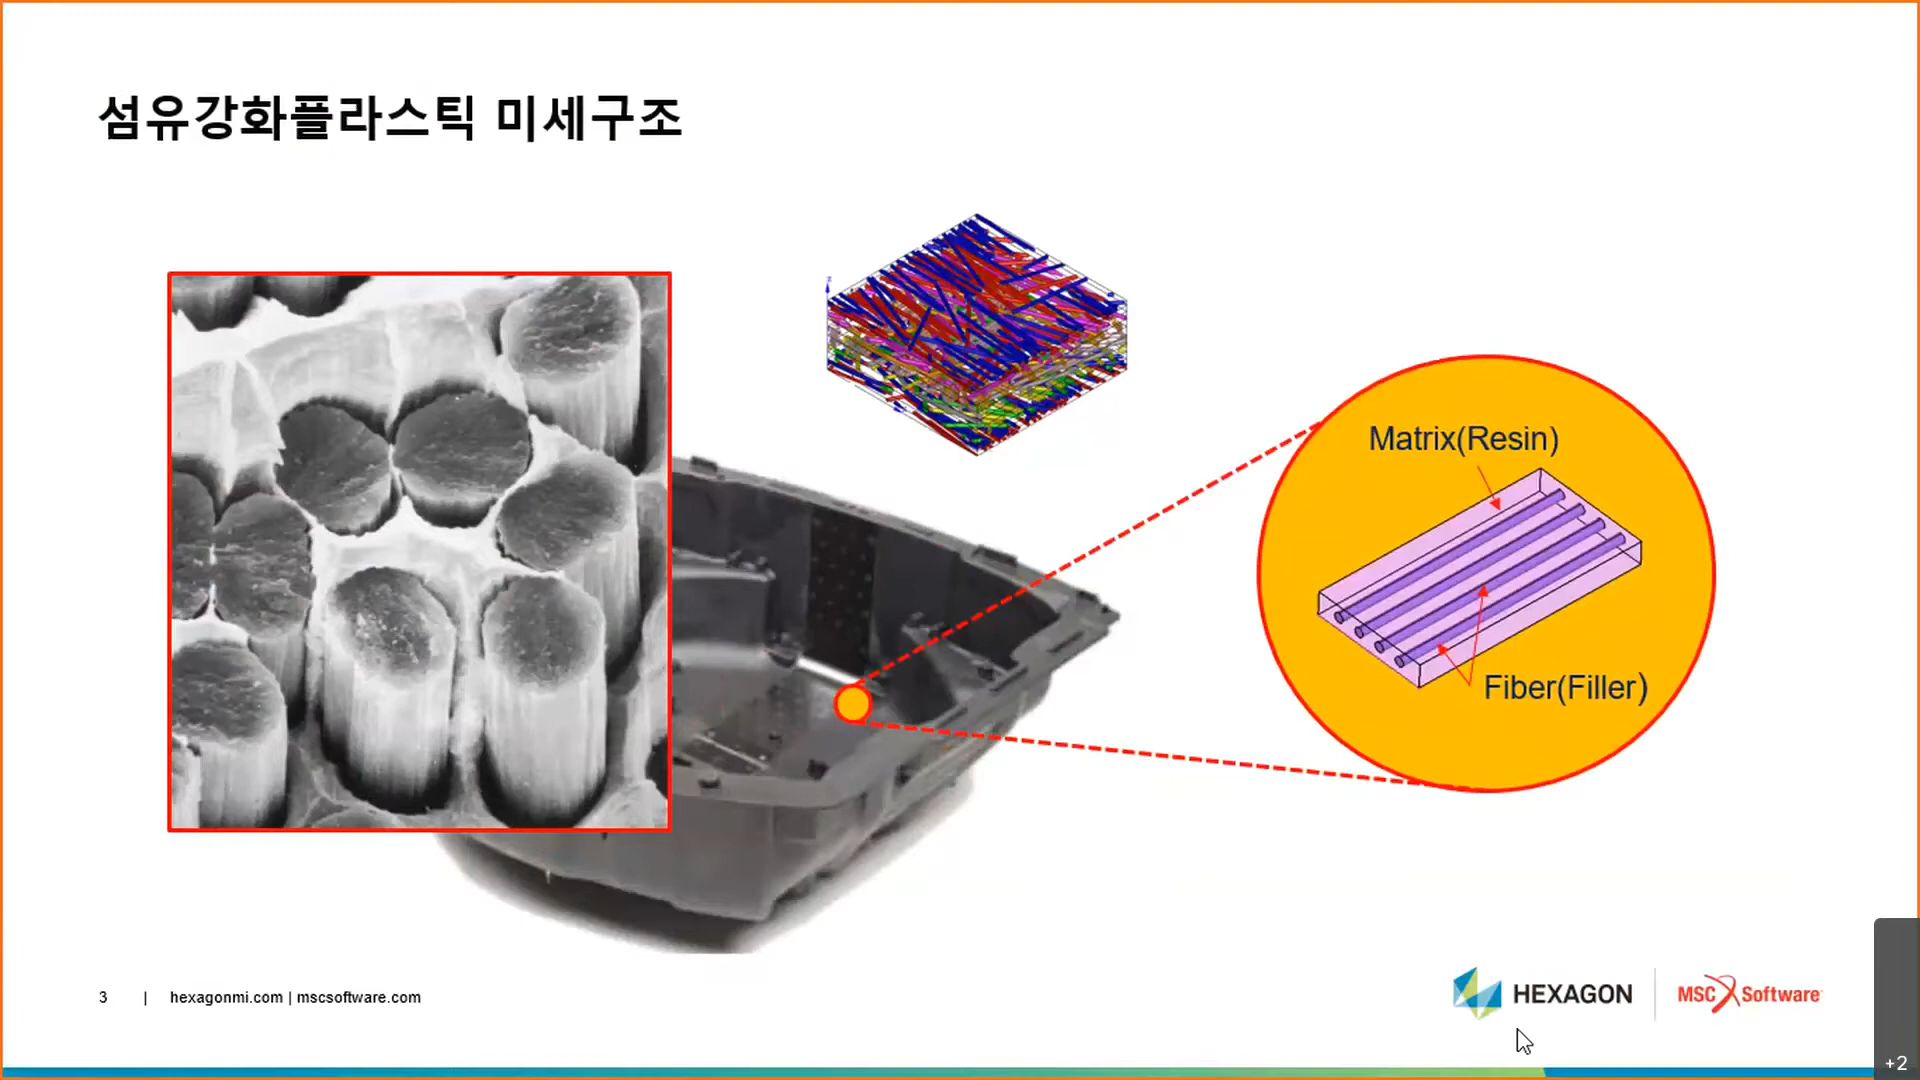 섬유강화플라스틱 미세구조
Matrix(Resin)
Fiber(Filler)
3 | hexagonmi.com | mscsoftware.com
HEXAGON
MSC Software
+2